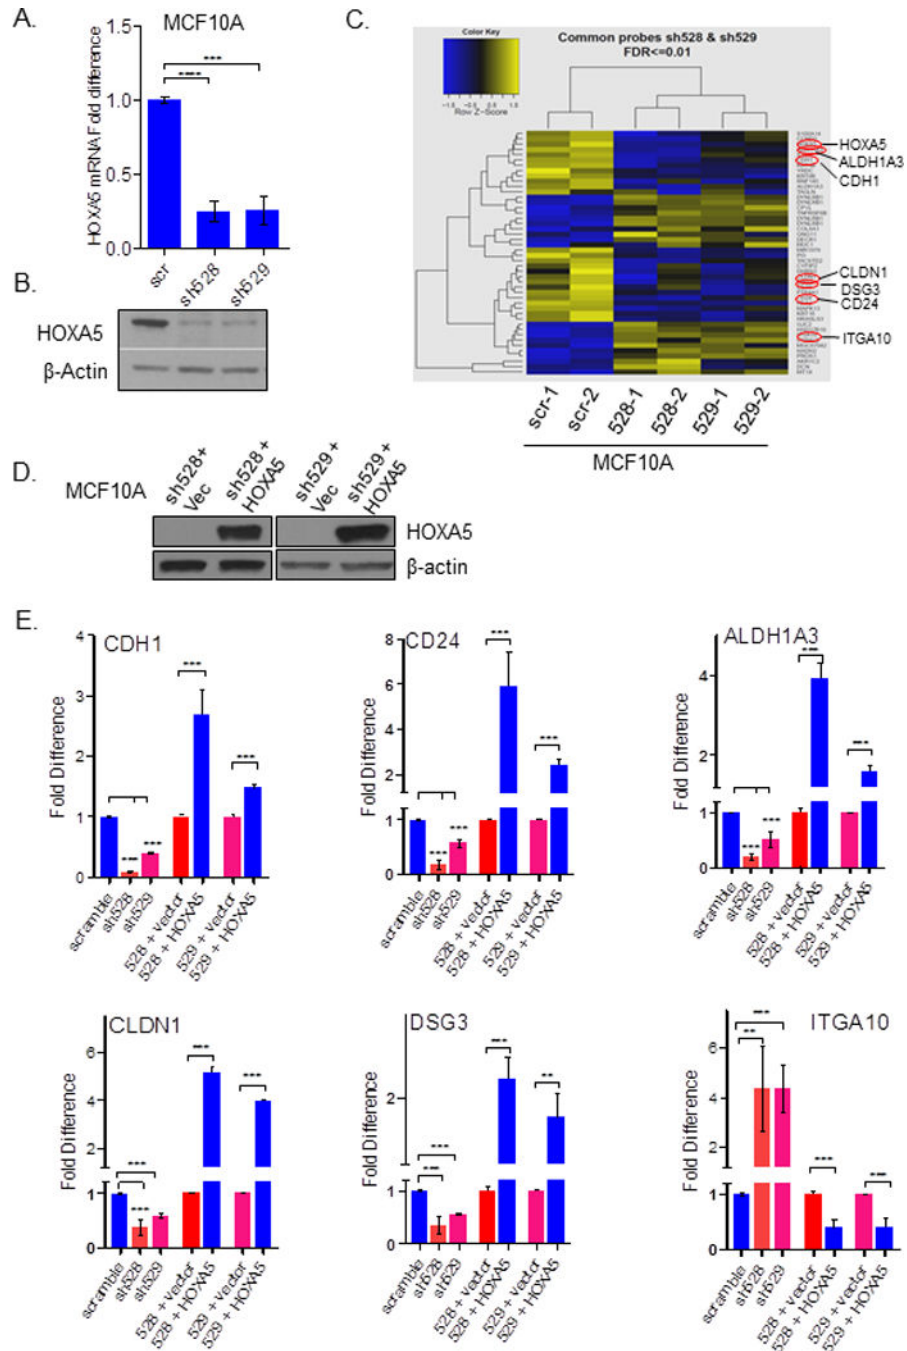 A.
MCF10A
HOXA5 mRNA Fold difference
1.5
1.0
0.5
0.0
***
****
scr
sh528
sh529
B.
HOXA5
β-Actin
C.
Color Key
Row Z-Score
Common probes sh528 & sh529
FDR<=0.01
HOXA5
ALDH1A3
CDH1
CLDN1
DSG3
CD24
ITGA10
scr-1
scr-2
528-1
528-2
529-1
529-2
MCF10A
D.
MCF10A
sh528+
Vec
sh528+
HOXA5
sh529+
Vec
sh529+
HOXA5
HOXA5
β-actin
E.
CDH1
Fold Difference
4
3
2
1
0
***
***
***
***
scramble
sh528
sh529
528 + vector
528 + HOXA5
529 + vector
529 + HOXA5
CD24
Fold Difference
8
6
4
2
1
0
***
***
***
***
scramble
sh528
sh529
528 + vector
528 + HOXA5
529 + vector
529 + HOXA5
ALDH1A3
Fold Difference
4
2
1
0
***
***
***
***
scramble
sh528
sh529
528 + vector
528 + HOXA5
529 + vector
529 + HOXA5
CLDN1
Fold Difference
6
4
2
1
0
***
***
***
***
scramble
sh528
sh529
528 + vector
528 + HOXA5
529 + vector
529 + HOXA5
DSG3
Fold Difference
2
1
0
***
***
***
**
scramble
sh528
sh529
528 + vector
528 + HOXA5
529 + vector
529 + HOXA5
ITGA10
Fold Difference
6
4
2
1
0
***
**
***
***
scramble
sh528
sh529
528 + vector
528 + HOXA5
529 + vector
529 + HOXA5